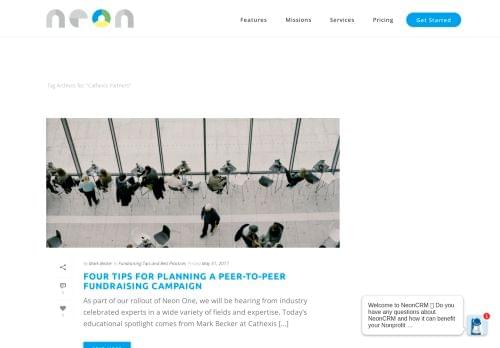 neon
Features Missions Services Pricing Get Started
Tag Archives for: "Cathexis Partners"
by Mark Becker in Fundraising Tips and Best Practices Posted May 31, 2017
FOUR TIPS FOR PLANNING A PEER-TO-PEER
FUNDRAISING CAMPAIGN
As part of our rollout of Neon One, we will be hearing from industry
celebrated experts in a wide variety of fields and expertise. Today's
educational spotlight comes from Mark Becker at Cathexis [...]
Welcome to NeonCRM Do you
have any questions about
NeonCRM and how it can benefit
your Nonprofit ...
1